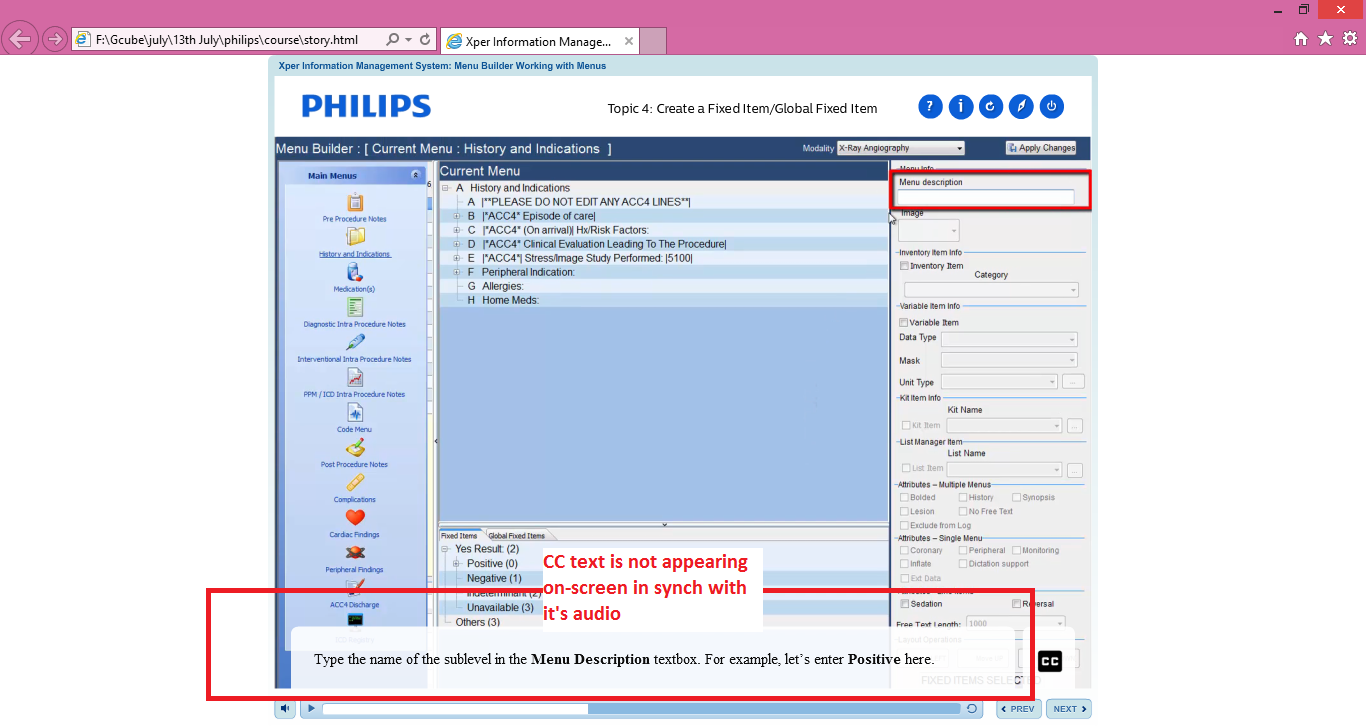 F:\Gcube\july\13th July\philips\course\story.html
Xper Information Manage...
Xper Information Management System: Menu Builder Working with Menus
PHILIPS
Topic 4: Create a Fixed Item/Global Fixed Item
Menu Builder : [ Current Menu : History and Indications ]
Modality X-Ray Angiography
Apply Changes
Main Menus
6
Pre Procedure Notes
History and Indications
Medication(s)
Diagnostic Intra Procedure Notes
Interventional Intra Procedure Notes
PPM / ICD Intra Procedure Notes
Code Menu
Post Procedure Notes
Complications
Cardiac Findings
Peripheral Findings
ACC4 Discharge
Current Menu
A History and Indications
A |**PLEASE DO NOT EDIT ANY ACC4 LINES**|
B |*ACC4* Episode of care|
C |*ACC4* (On arrival)| Hx/Risk Factors:
D |*ACC4* Clinical Evaluation Leading To The Procedure|
E |*ACC4*| Stress/Image Study Performed: |5100|
F Peripheral Indication:
G Allergies:
H Home Meds:
Fixed Items Global Fixed Items
Yes Result: (2)
Positive (0)
Negative (1)
Indeterminant (2)
Unavailable (3)
Others (3)
Menu Info
Menu description
Image
Inventory Item Info
Inventory Item
Category
Variable Item Info
Variable Item
Data Type
Mask
Unit Type ...
Kit Item Info
Kit Name
Kit Item ...
List Manager Item
List Name
List Item ...
Attributes – Multiple Menus
Bolded History Synopsis
Lesion No Free Text
Exclude from Log
Attributes – Single Menu
Coronary Peripheral Monitoring
Inflate Dictation support
Ext Data
Sedation Reversal
Free Text Length: 1000
Layout Operations
FIXED ITEMS SELECTED
CC text is not appearing
on-screen in synch with
it's audio
Type the name of the sublevel in the Menu Description textbox. For example, let’s enter Positive here.
CC
PREV NEXT